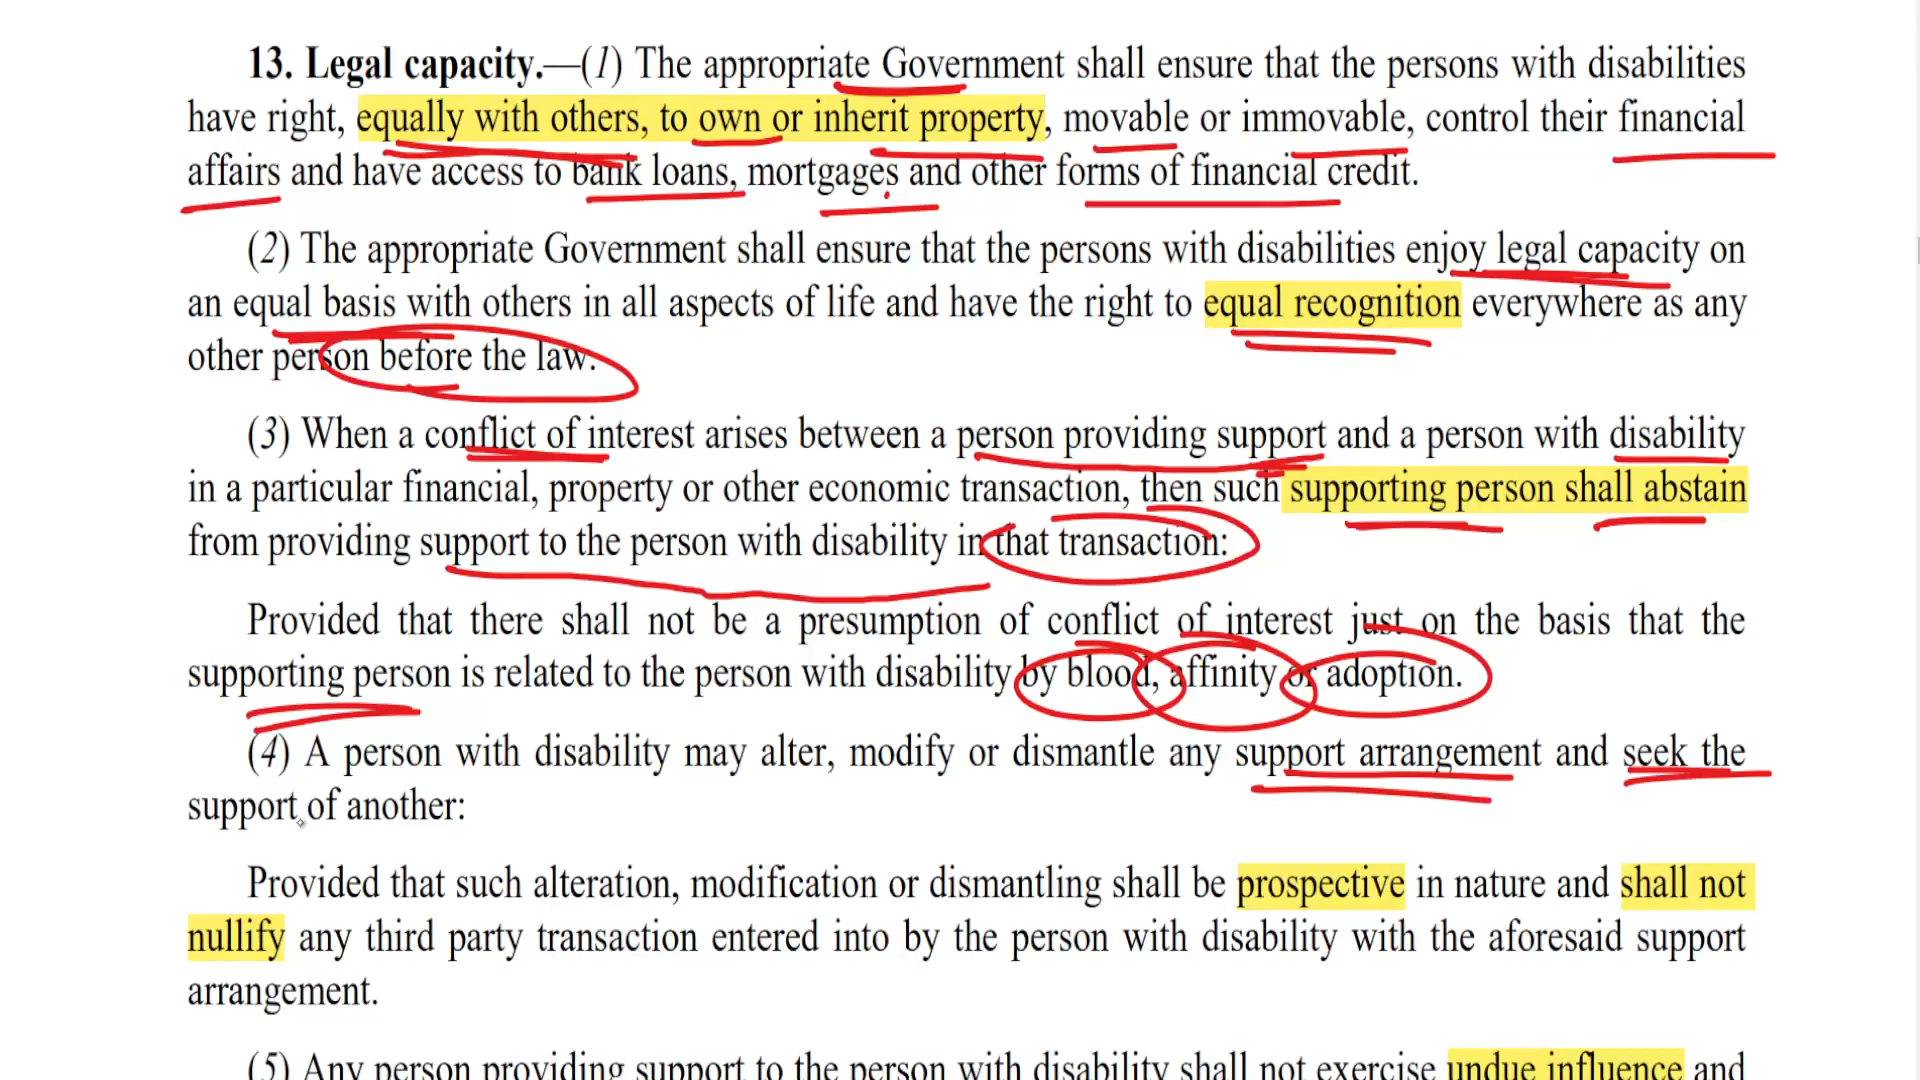 13. Legal capacity.—(1) The appropriate Government shall ensure that the persons with disabilities
have right, equally with others, to own or inherit property, movable or immovable, control their financial
affairs and have access to bank loans, mortgages and other forms of financial credit.
(2) The appropriate Government shall ensure that the persons with disabilities enjoy legal capacity on
an equal basis with others in all aspects of life and have the right to equal recognition everywhere as any
other person before the law.
(3) When a conflict of interest arises between a person providing support and a person with disability
in a particular financial, property or other economic transaction, then such supporting person shall abstain
from providing support to the person with disability in that transaction:
Provided that there shall not be a presumption of conflict of interest just on the basis that the
supporting person is related to the person with disability by blood, affinity or adoption.
(4) A person with disability may alter, modify or dismantle any support arrangement and seek the
support of another:
Provided that such alteration, modification or dismantling shall be prospective in nature and shall not
nullify any third party transaction entered into by the person with disability with the aforesaid support
arrangement.
(5) Any person providing support to the person with disability shall not exercise undue influence and